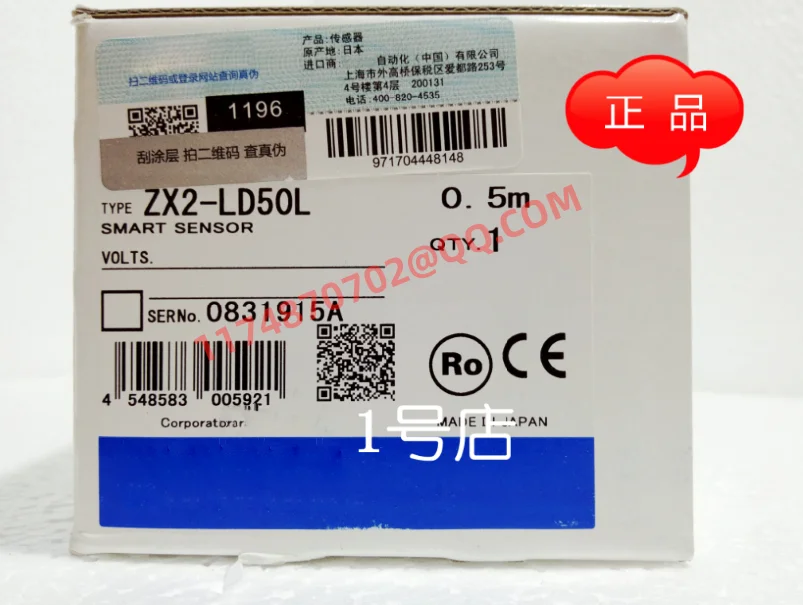 产品:传感器
原产地:日本
进口商: 自动化(中国)有限公司
上海市外高桥保税区爱都路253号
4号楼第4层 200131
电话:400-820-4535
扫二维码或登录网站查询真伪
1196
刮涂层 扫二维码 查真伪
971704448148
正品
TYPE ZX2-LD50L 0.5m
SMART SENSOR
QTY. 1
VOLTS.
SERNo. 0831915A
1174870702@QQ.COM
4 548583 005921
Ro CE
MADE IN JAPAN
1号店